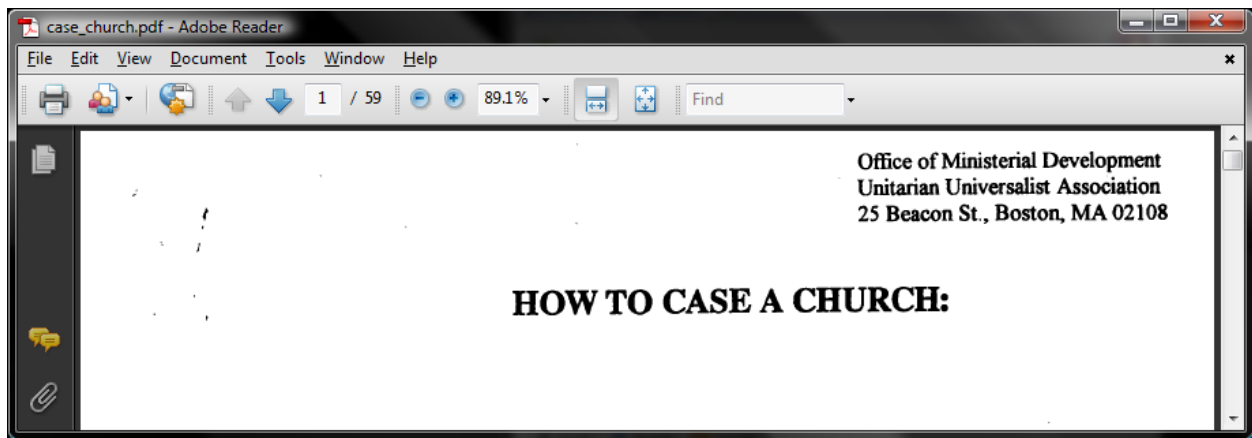 case_church.pdf - Adobe Reader
File Edit View Document Tools Window Help
1 / 59 89.1% Find
Office of Ministerial Development
Unitarian Universalist Association
25 Beacon St., Boston, MA 02108
HOW TO CASE A CHURCH: